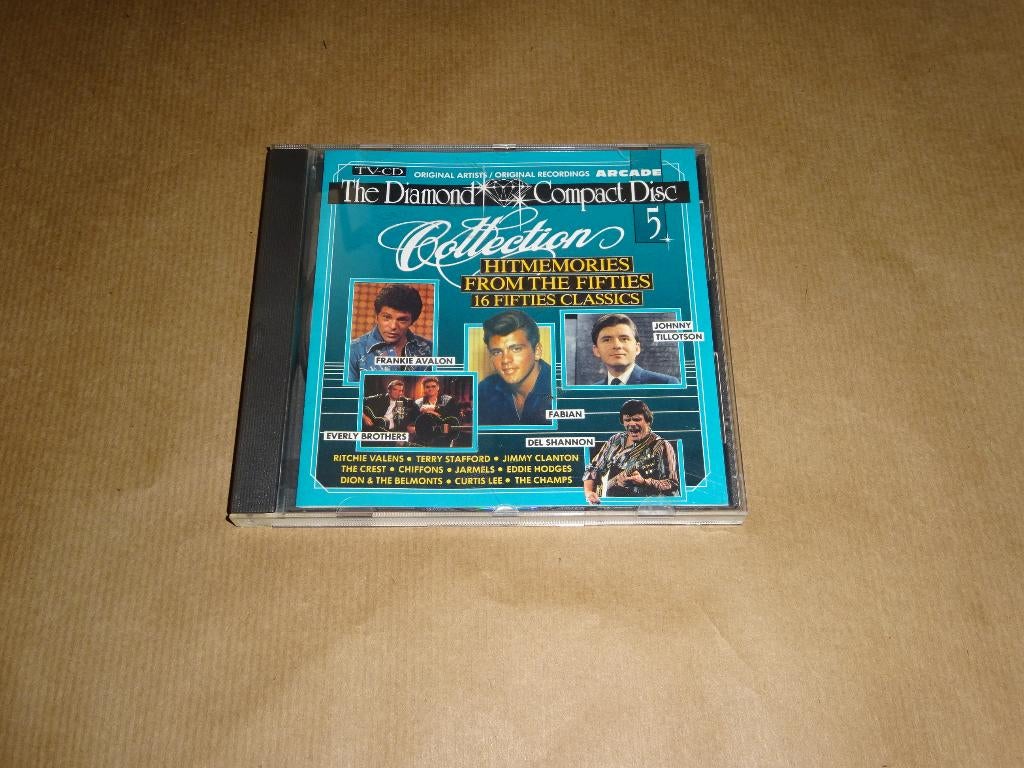 TV-CD ORIGINAL ARTISTS / ORIGINAL RECORDINGS ARCADE
The Diamond Compact Disc
5
Collection
HITMEMORIES
FROM THE FIFTIES
16 FIFTIES CLASSICS
JOHNNY
TILLOTSON
FRANKIE AVALON
FABIAN
EVERLY BROTHERS
DEL SHANNON
RITCHIE VALENS • TERRY STAFFORD • JIMMY CLANTON
THE CREST • CHIFFONS • JARMELS • EDDIE HODGES
DION & THE BELMONTS • CURTIS LEE • THE CHAMPS